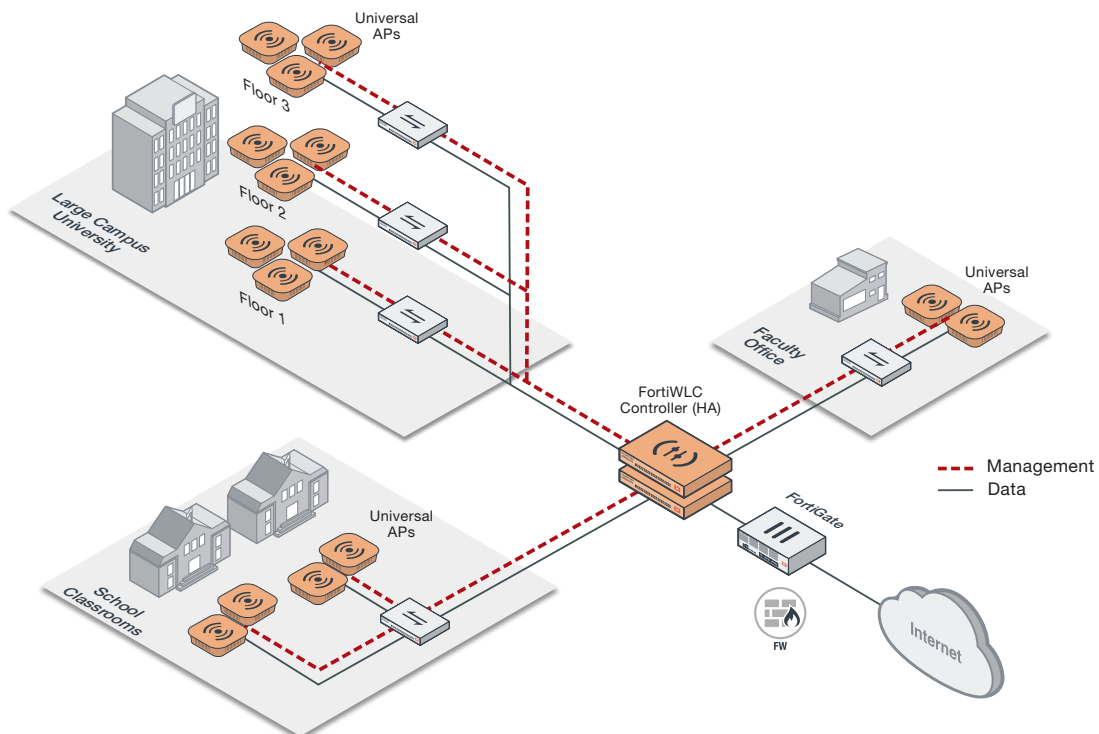 Universal
APs
Floor 3
Floor 2
Floor 1
Large Campus
University
Universal
APs
Faculty
Office
FortiWLC
Controller (HA)
Management
Data
FortiGate
FW
Internet
Universal
APs
School
Classrooms